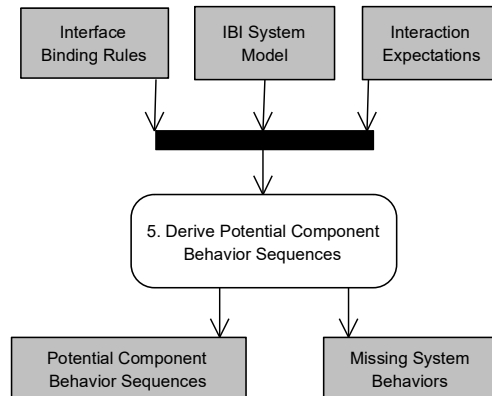 Interface
Binding Rules
IBI System
Model
Interaction
Expectations
5. Derive Potential Component
Behavior Sequences
Potential Component
Behavior Sequences
Missing System
Behaviors